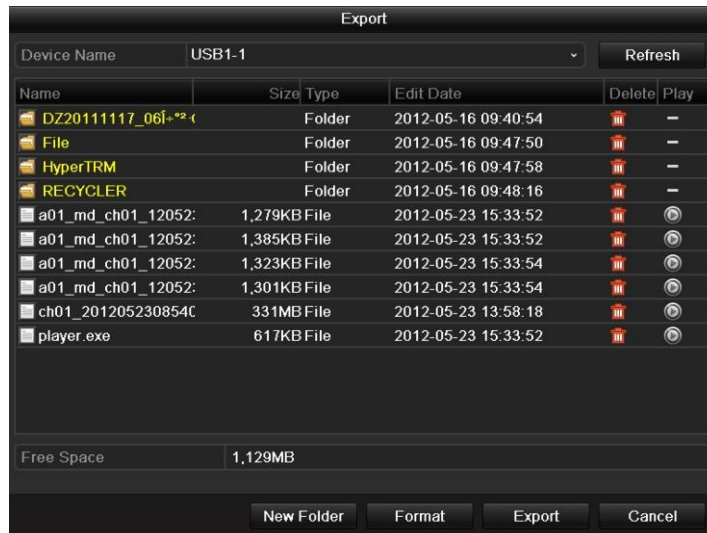 Export
Device Name USB1-1 Refresh
Name Size Type Edit Date Delete Play
DZ20111117_06Î÷°² Folder 2012-05-16 09:40:54
File Folder 2012-05-16 09:47:50
HyperTRM Folder 2012-05-16 09:47:58
RECYCLER Folder 2012-05-16 09:48:16
a01_md_ch01_12052 1,279KB File 2012-05-23 15:33:52
a01_md_ch01_12052 1,385KB File 2012-05-23 15:33:52
a01_md_ch01_12052 1,323KB File 2012-05-23 15:33:54
a01_md_ch01_12052 1,301KB File 2012-05-23 15:33:54
ch01_2012052308540 331MB File 2012-05-23 13:58:18
player.exe 617KB File 2012-05-23 15:33:52
Free Space 1,129MB
New Folder Format Export Cancel